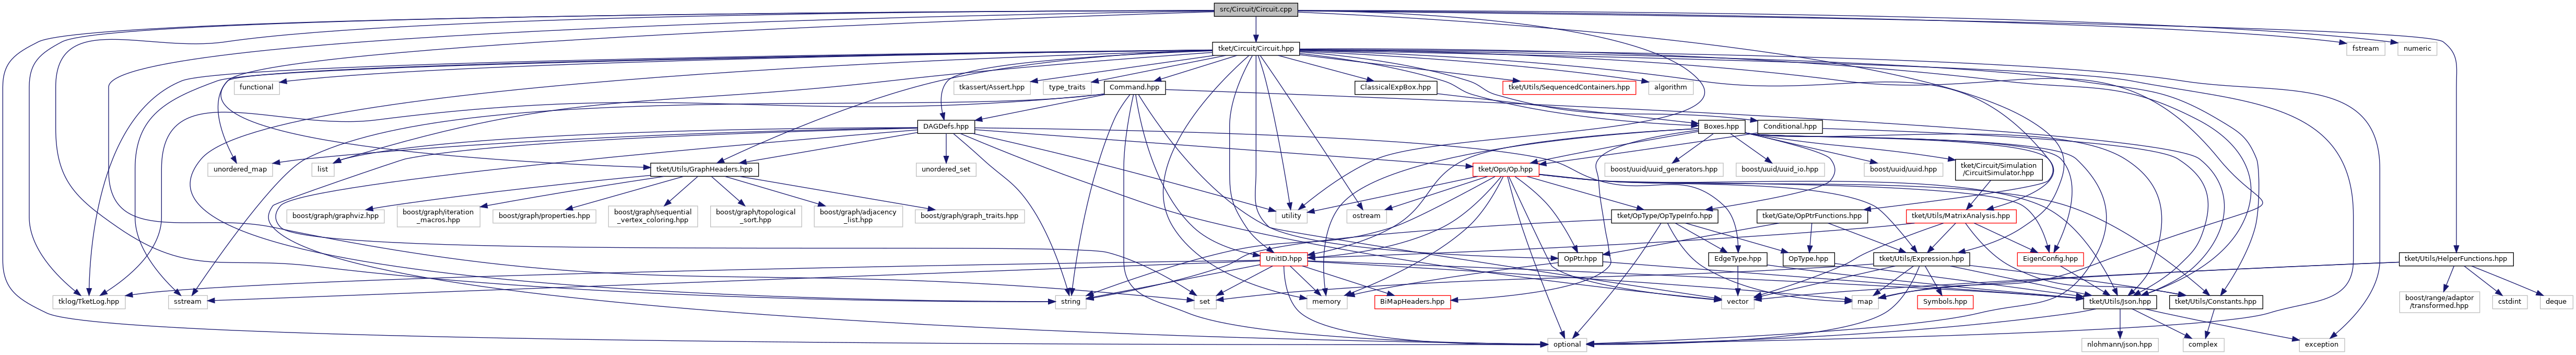 src/Circuit/Circuit.cpp
tket/Circuit/Circuit.hpp
fstream
numeric
functional
tkassert/Assert.hpp
type_traits
Command.hpp
ClassicalExpBox.hpp
tket/Utils/SequencedContainers.hpp
algorithm
DAGDefs.hpp
Boxes.hpp
Conditional.hpp
unordered_map
list
tket/Utils/GraphHeaders.hpp
unordered_set
tket/Ops/Op.hpp
boost/uuid/uuid_generators.hpp
boost/uuid/uuid_io.hpp
boost/uuid/uuid.hpp
tket/Circuit/Simulation
/CircuitSimulator.hpp
boost/graph/graphviz.hpp
boost/graph/iteration
_macros.hpp
boost/graph/properties.hpp
boost/graph/sequential
_vertex_coloring.hpp
boost/graph/topological
_sort.hpp
boost/graph/adjacency
_list.hpp
boost/graph/graph_traits.hpp
utility
ostream
tket/OpType/OpTypeInfo.hpp
tket/Gate/OpPtrFunctions.hpp
tket/Utils/MatrixAnalysis.hpp
UnitID.hpp
OpPtr.hpp
EdgeType.hpp
OpType.hpp
tket/Utils/Expression.hpp
EigenConfig.hpp
tket/Utils/HelperFunctions.hpp
tklog/TketLog.hpp
sstream
string
set
memory
BiMapHeaders.hpp
vector
map
Symbols.hpp
tket/Utils/Json.hpp
tket/Utils/Constants.hpp
boost/range/adaptor
/transformed.hpp
cstdint
deque
optional
nlohmann/json.hpp
complex
exception